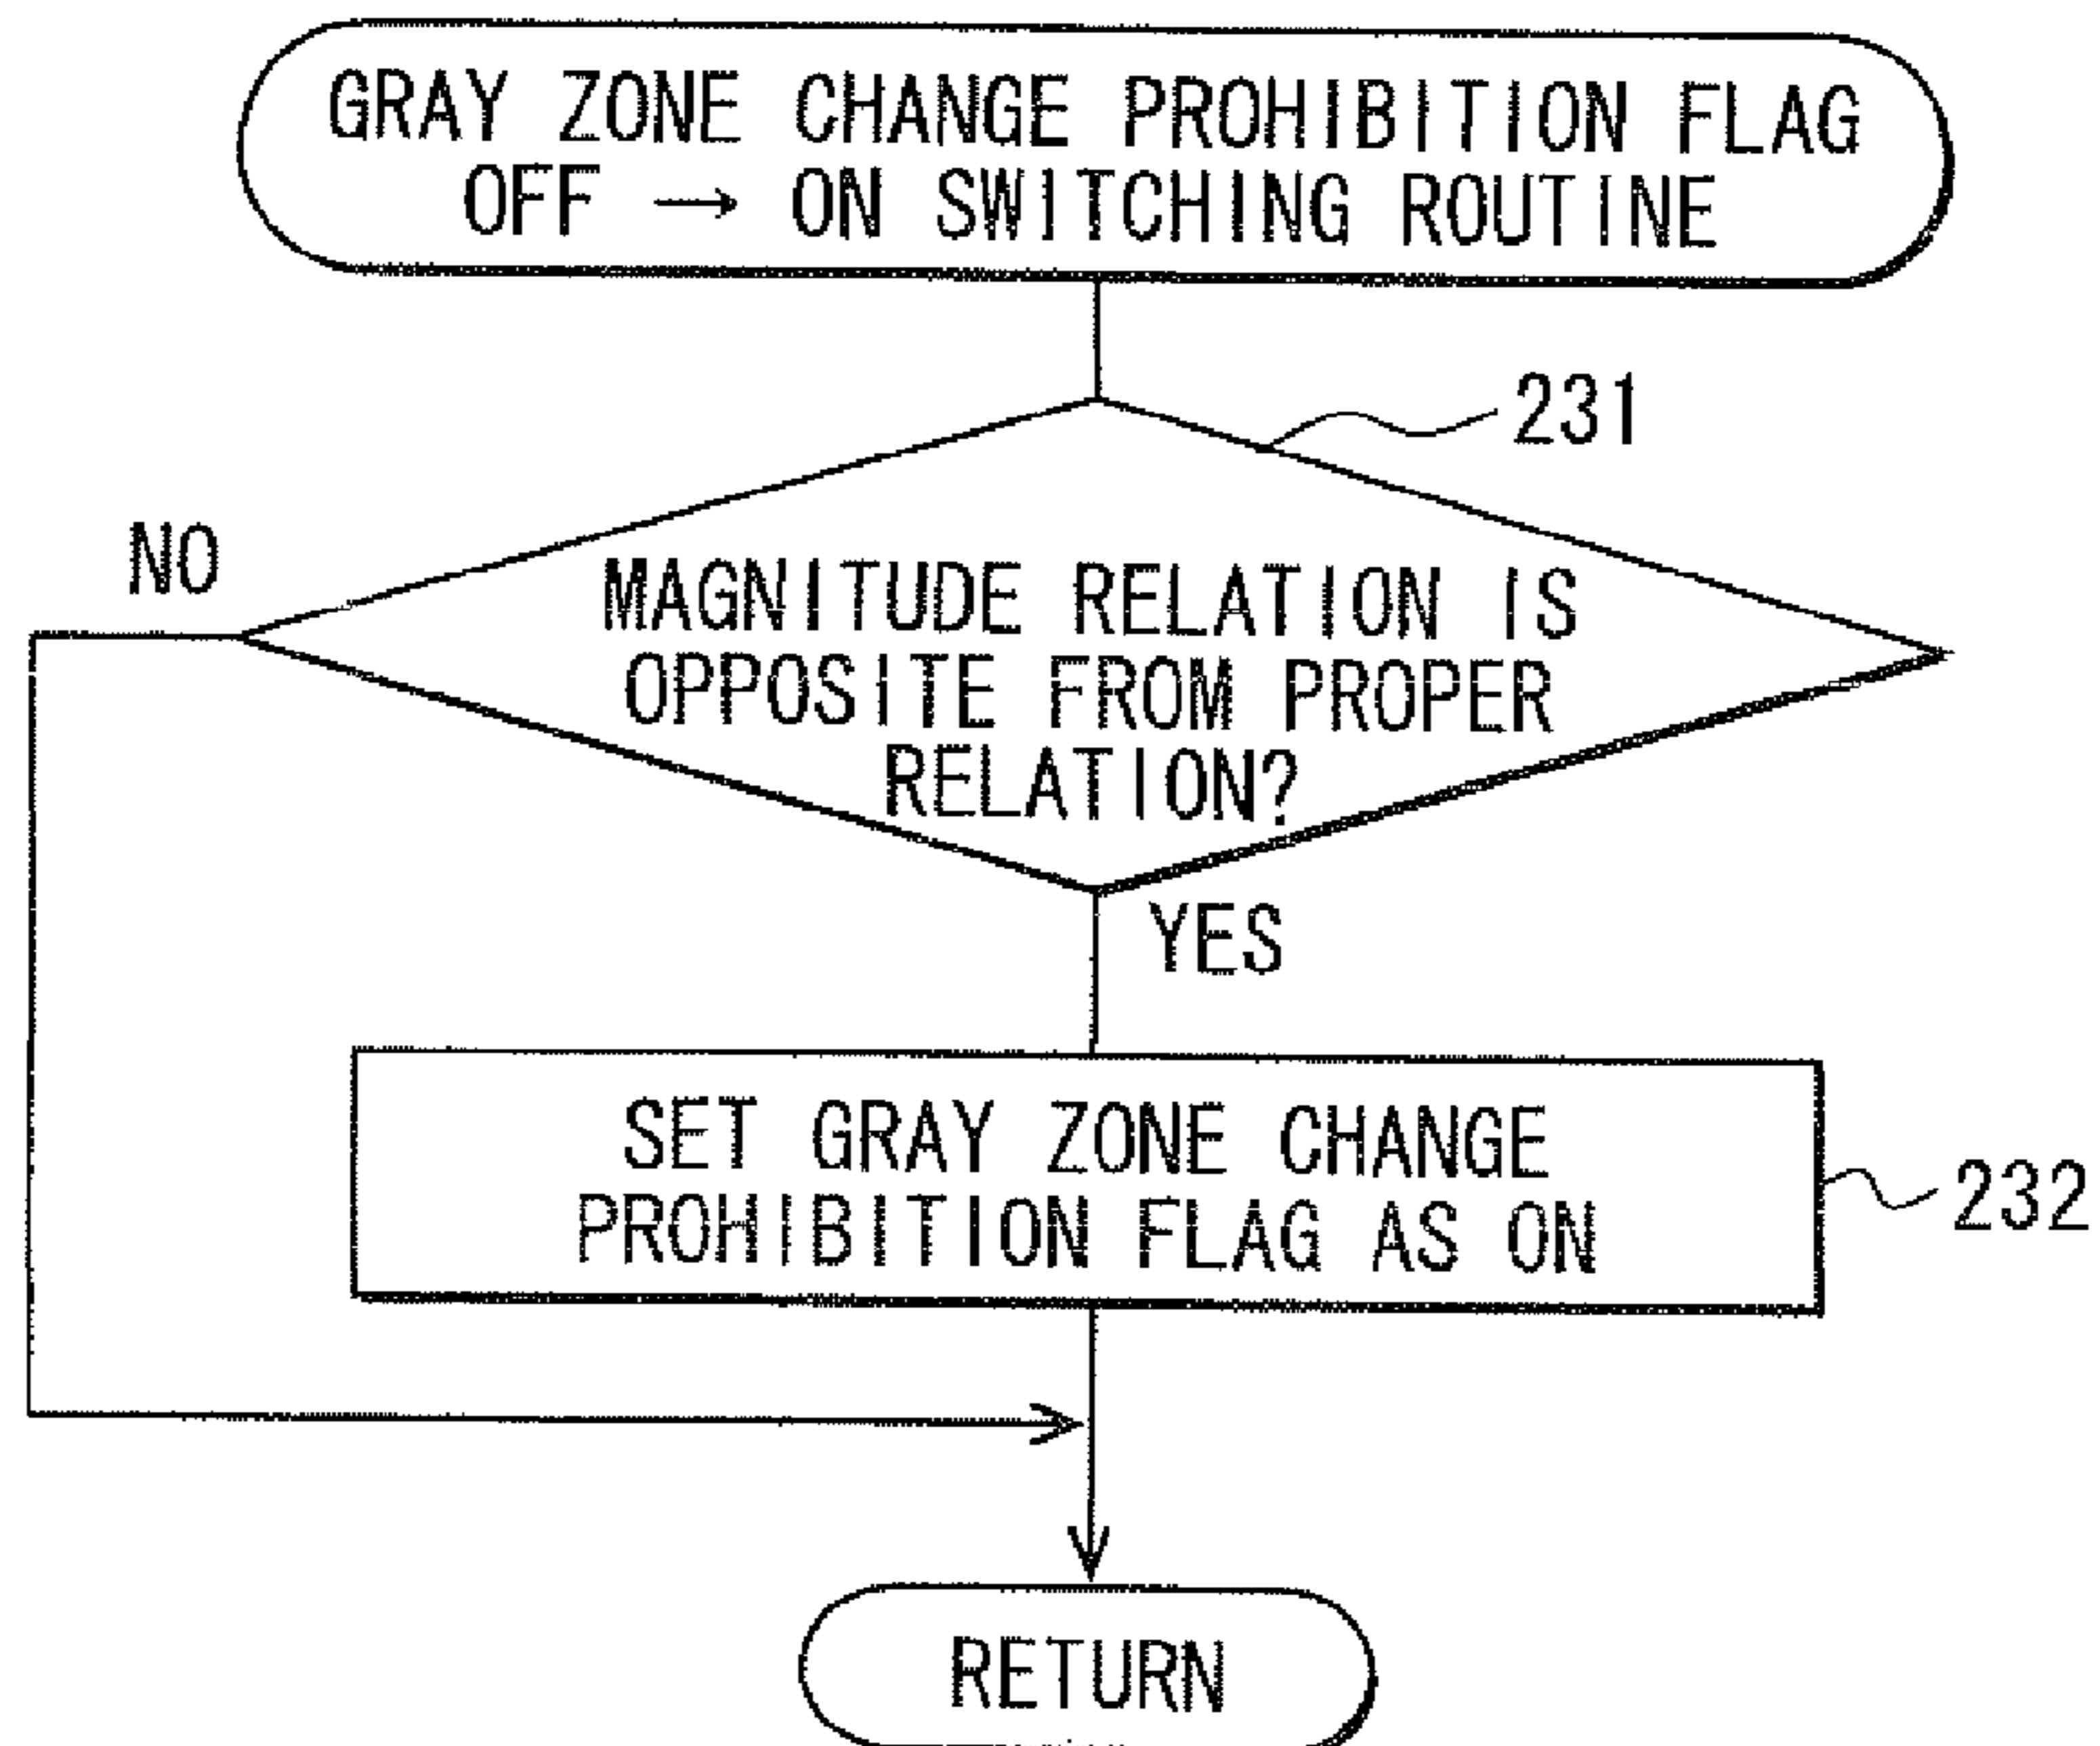 GRAY ZONE CHANGE PROHIBITION FLAG
OFF → ON SWITCHING ROUTINE
231
NO
MAGNITUDE RELATION IS
OPPOSITE FROM PROPER
RELATION?
YES
SET GRAY ZONE CHANGE
PROHIBITION FLAG AS ON
232
RETURN